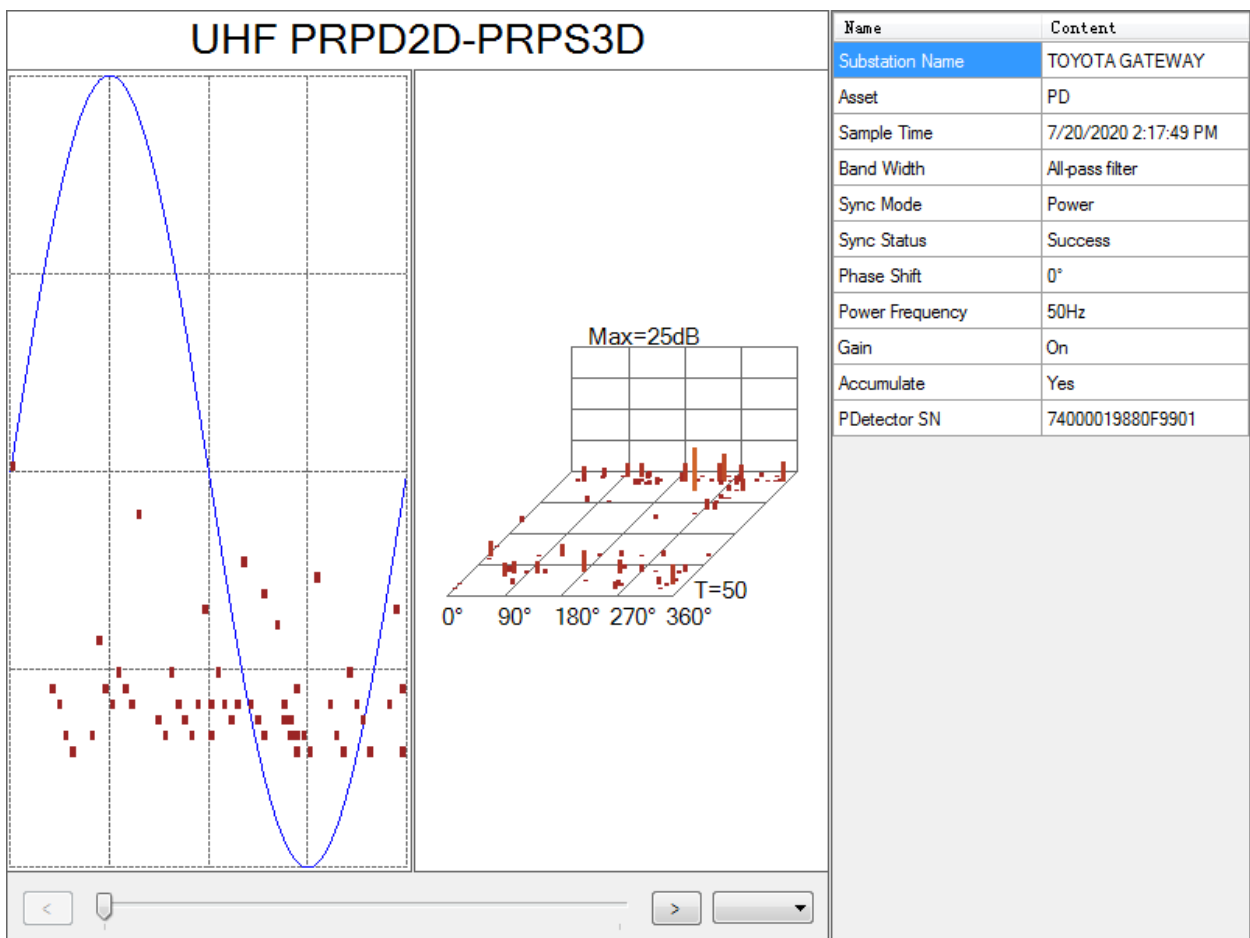 UHF PRPD2D-PRPS3D
Max=25dB
T=50
0° 90° 180° 270° 360°
< >
Name Content
Substation Name TOYOTA GATEWAY
Asset PD
Sample Time 7/20/2020 2:17:49 PM
Band Width All-pass filter
Sync Mode Power
Sync Status Success
Phase Shift 0°
Power Frequency 50Hz
Gain On
Accumulate Yes
PDetector SN 74000019880F9901